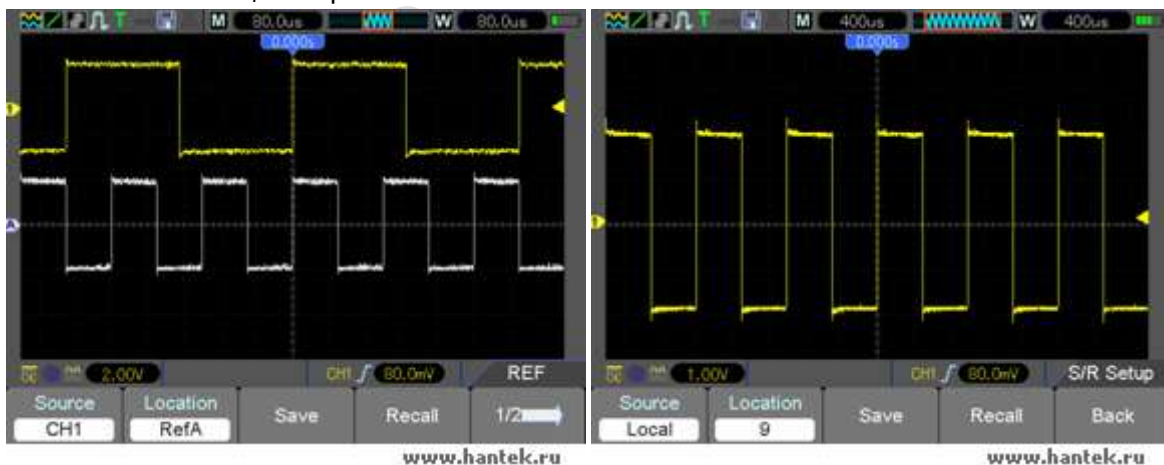 M 80.0us W 80.0us
0.000s
1
A
2.00V CH1 80.0mV REF
Source Location Save Recall 1/2
CH1 RefA
www.hantek.ru
M 400us W 400us
0.000s
1
1.00V CH1 80.0mV S/R Setup
Source Location Save Recall Back
Local 9
www.hantek.ru